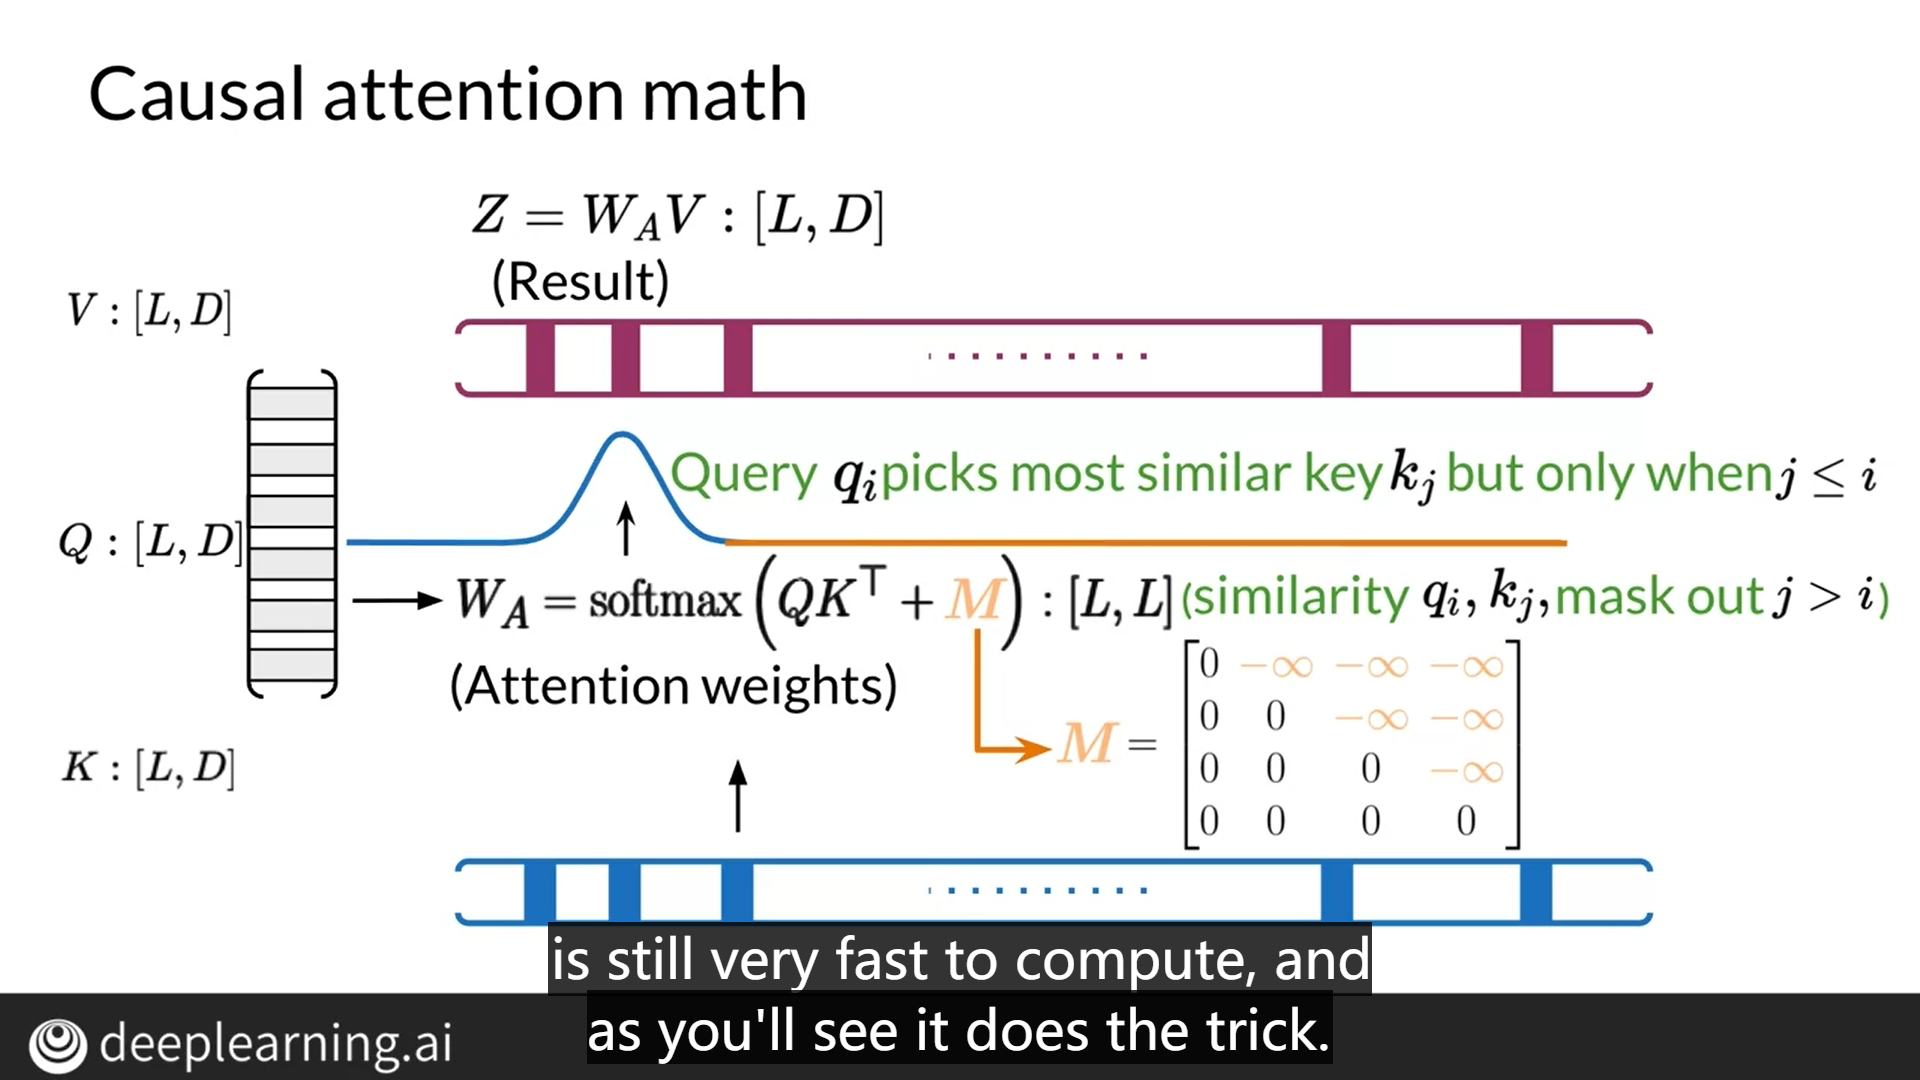 Causal attention math
Z = W_A V : [L, D]
(Result)
V : [L, D]
Query q_i picks most similar key k_j but only when j ≤ i
Q : [L, D]
W_A = softmax (QK^⊤ + M) : [L, L] (similarity q_i, k_j, mask out j > i)
(Attention weights)
M =
0 −∞ −∞ −∞
0 0 −∞ −∞
0 0 0 −∞
0 0 0 0
K : [L, D]
is still very fast to compute, and
as you'll see it does the trick.
deeplearning.ai